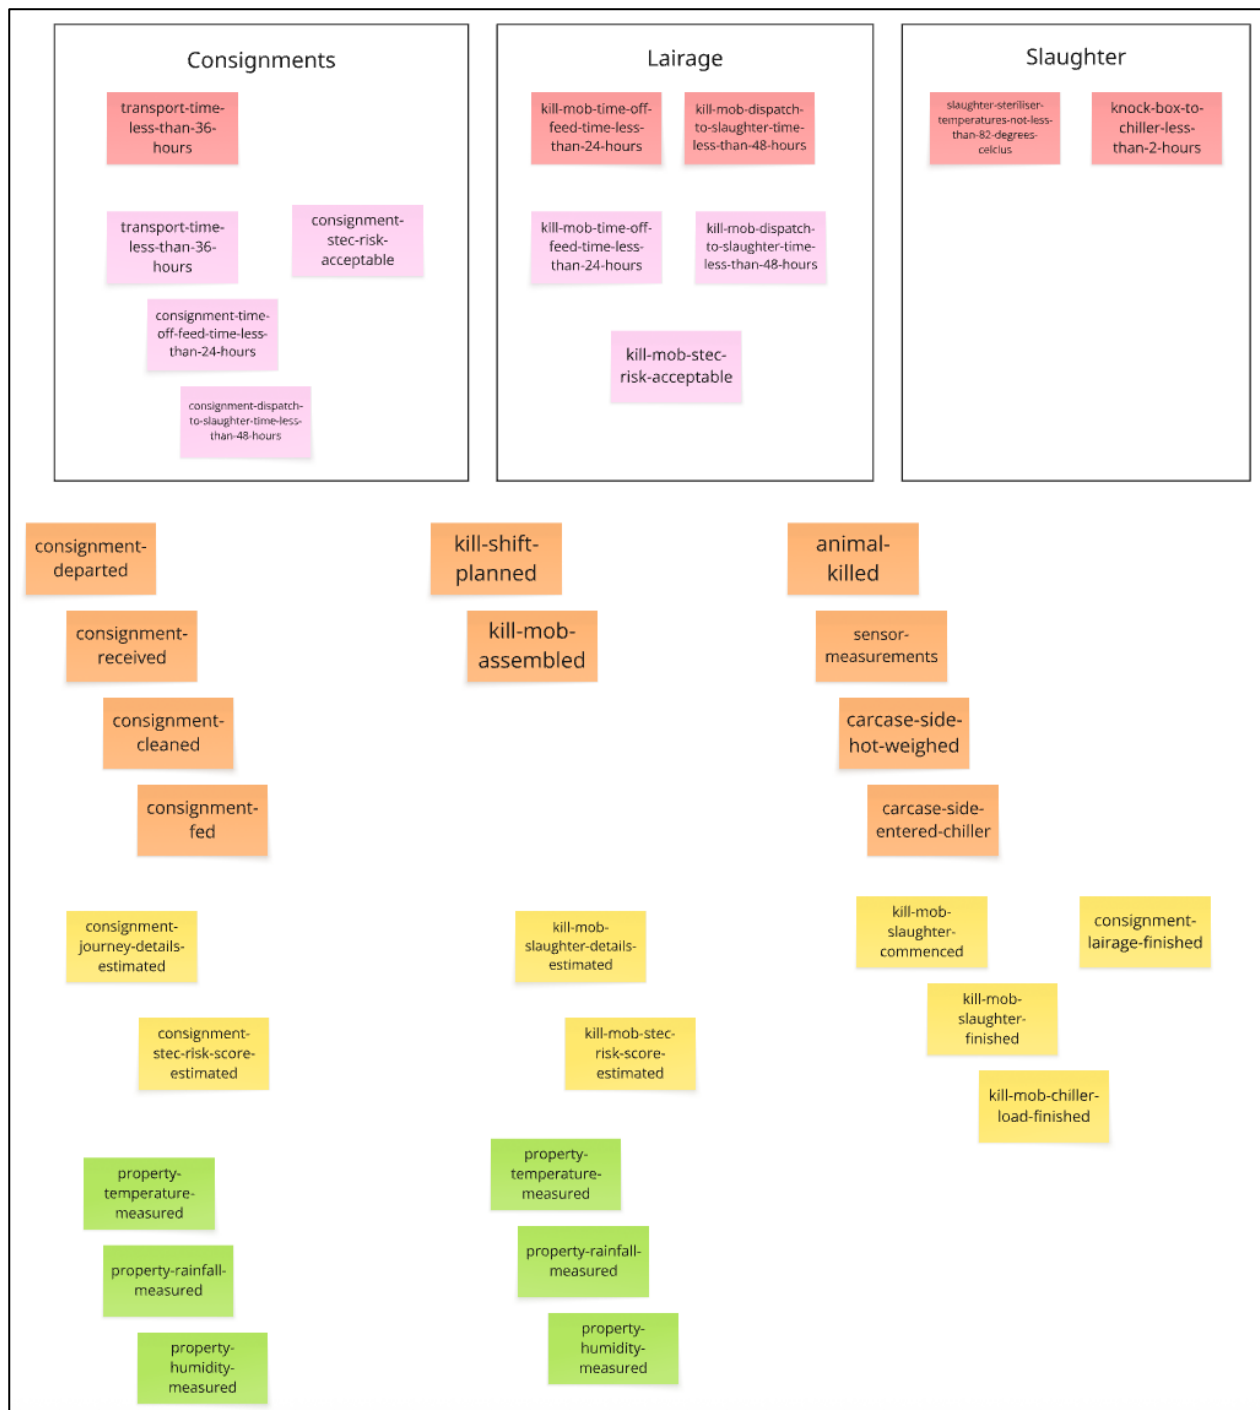 Consignments
transport-time-
less-than-36-
hours
transport-time-
less-than-36-
hours
consignment-
stec-risk-
acceptable
consignment-time-
off-feed-time-less-
than-24-hours
consignment-dispatch-
to-slaughter-time-less-
than-48-hours
Lairage
kill-mob-time-off-
feed-time-less-
than-24-hours
kill-mob-dispatch-
to-slaughter-time-
less-than-48-hours
kill-mob-time-off-
feed-time-less-
than-24-hours
kill-mob-dispatch-
to-slaughter-time-
less-than-48-hours
kill-mob-stec-
risk-acceptable
Slaughter
slaughter-steriliser-
temperatures-not-less-
than-82-degrees-
celcius
knock-box-to-
chiller-less-
than-2-hours
consignment-
departed
consignment-
received
consignment-
cleaned
consignment-
fed
kill-shift-
planned
kill-mob-
assembled
animal-
killed
sensor-
measurements
carcase-side-
hot-weighed
carcase-side-
entered-chiller
consignment-
journey-details-
estimated
consignment-
stec-risk-score-
estimated
kill-mob-
slaughter-details-
estimated
kill-mob-stec-
risk-score-
estimated
kill-mob-
slaughter-
commenced
consignment-
lairage-finished
kill-mob-
slaughter-
finished
kill-mob-chiller-
load-finished
property-
temperature-
measured
property-rainfall-
measured
property-
humidity-
measured
property-
temperature-
measured
property-rainfall-
measured
property-
humidity-
measured